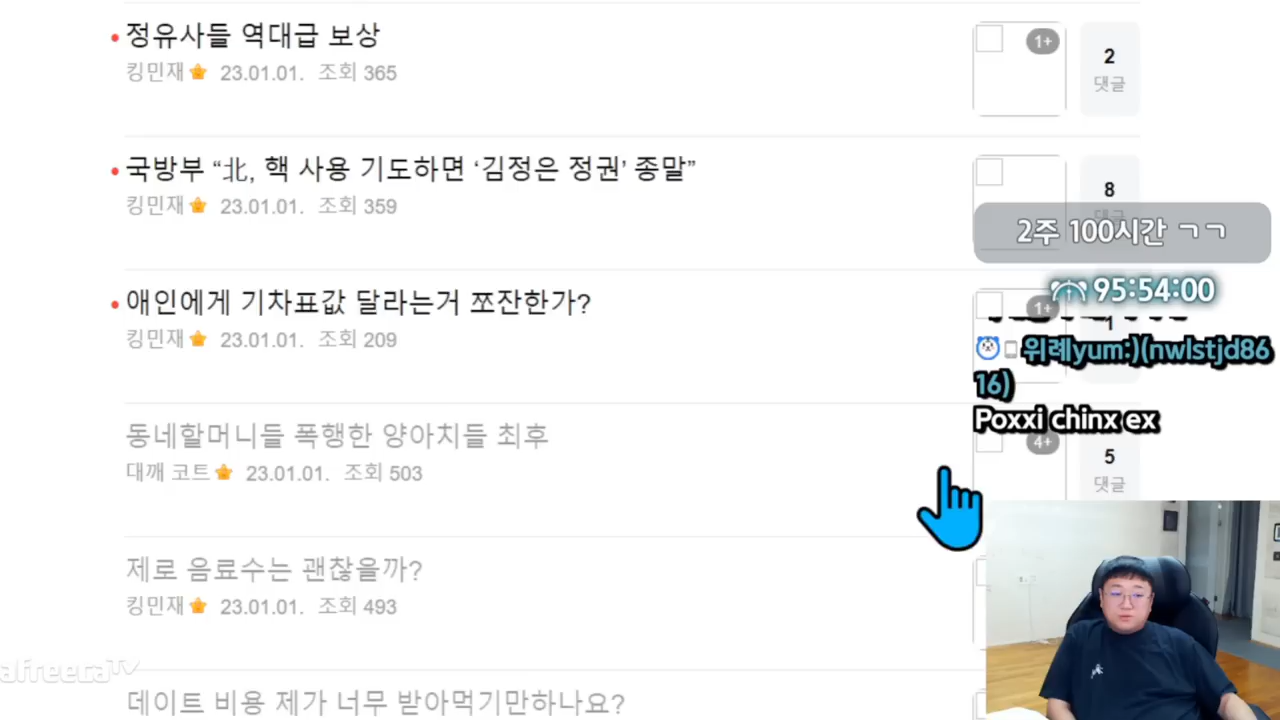 정유사들 역대급 보상
킹민재 23.01.01. 조회 365
1+
2
댓글
국방부 “北, 핵 사용 기도하면 ‘김정은 정권’ 종말”
킹민재 23.01.01. 조회 359
8
2주 100시간 ㄱㄱ
95:54:00
애인에게 기차표값 달라는거 쪼잔한가?
킹민재 23.01.01. 조회 209
1+
위례yum:)(nwlstjd86
16)
Poxxi chinx ex
동네할머니들 폭행한 양아치들 최후
대깨 코트 23.01.01. 조회 503
4+
5
댓글
제로 음료수는 괜찮을까?
킹민재 23.01.01. 조회 493
afreecaTV
데이트 비용 제가 너무 받아먹기만하나요?